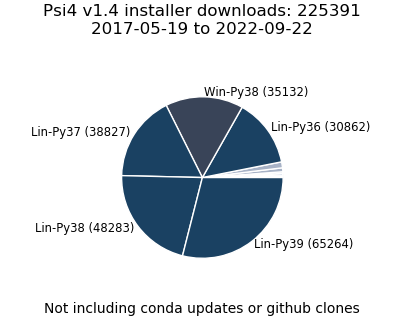 Psi4 v1.4 installer downloads: 225391
2017-05-19 to 2022-09-22
Win-Py38 (35132)
Lin-Py36 (30862)
Lin-Py37 (38827)
Lin-Py38 (48283)
Lin-Py39 (65264)
Not including conda updates or github clones